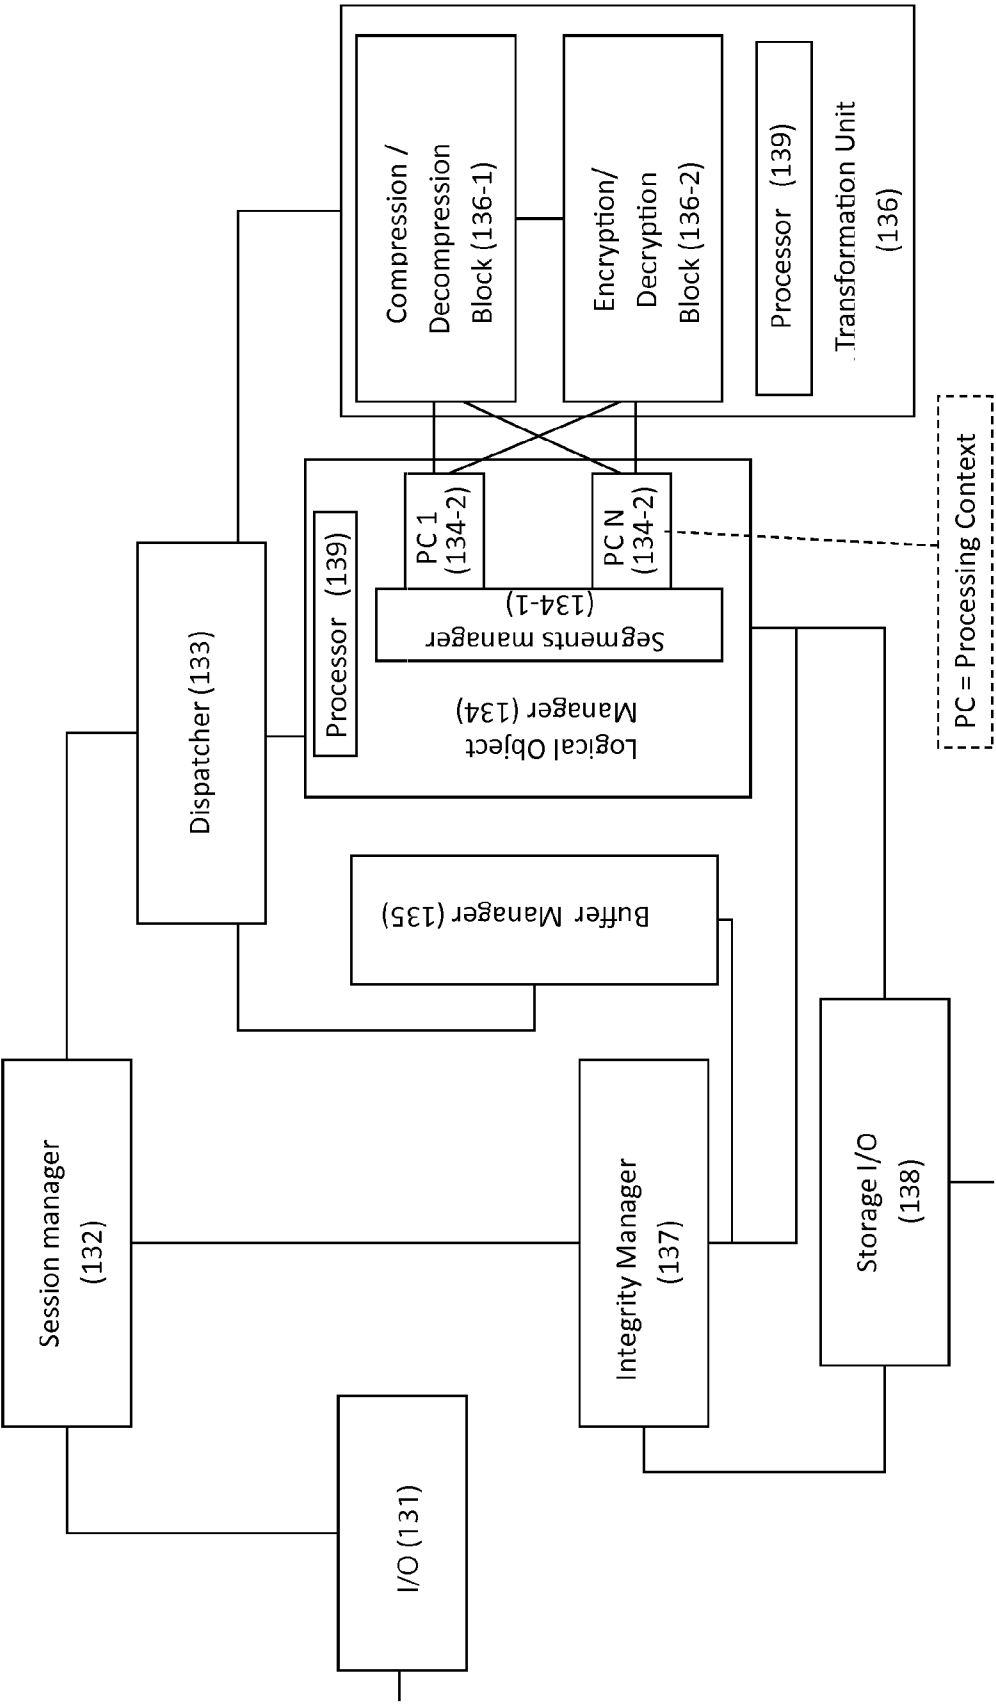 I/O (131)
Session manager
(132)
Integrity Manager
(137)
Storage I/O
(138)
Dispatcher (133)
Buffer Manager (135)
Logical Object
Manager (134)
Processor (139)
Segments manager
(134-1)
PC 1
(134-2)
PC N
(134-2)
PC = Processing Context
Compression /
Decompression
Block (136-1)
Encryption/
Decryption
Block (136-2)
Processor (139)
Transformation Unit
(136)